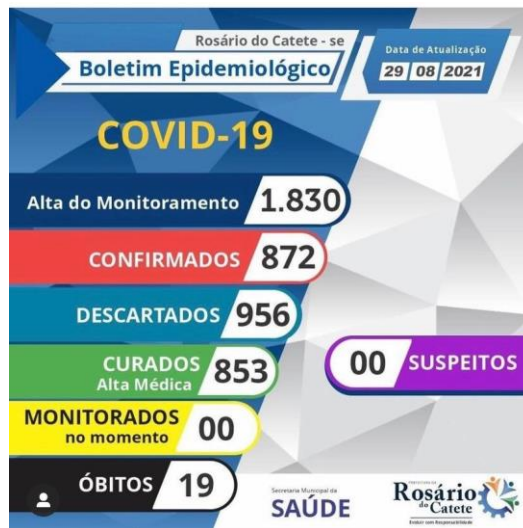 Rosário do Catete - se
Boletim Epidemiológico
Data de Atualização
29 08 2021
COVID-19
Alta do Monitoramento 1.830
CONFIRMADOS 872
DESCARTADOS 956
CURADOS
Alta Médica 853
00 SUSPEITOS
MONITORADOS
no momento 00
ÓBITOS 19
Secretaria Municipal da
SAÚDE
Rosário
do Catete